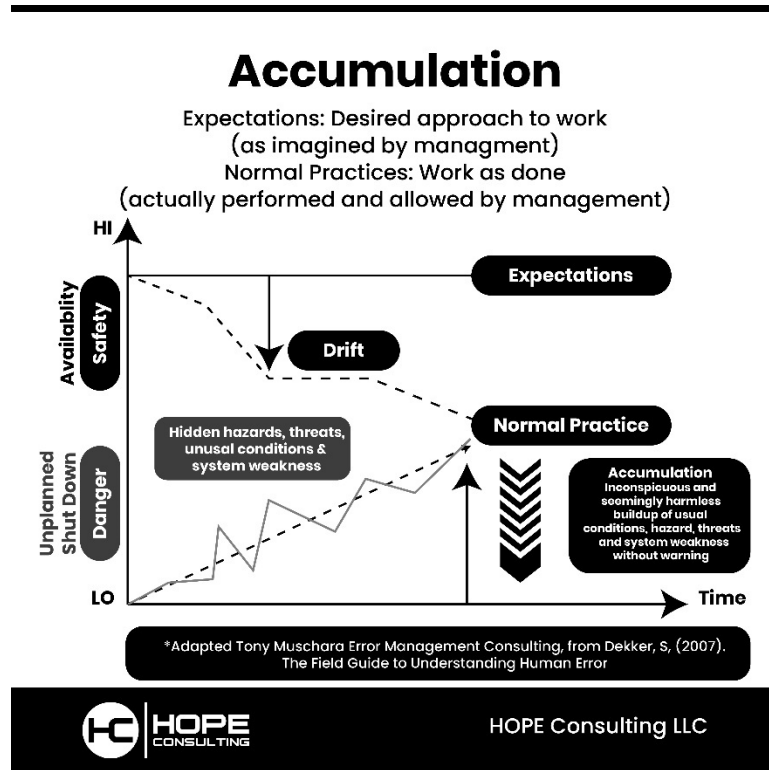 Accumulation
Expectations: Desired approach to work
(as imagined by managment)
Normal Practices: Work as done
(actually performed and allowed by management)
HI
Expectations
Availablity
Safety
Drift
Normal Practice
Hidden hazards, threats,
unusal conditions &
system weakness
Unplanned
Shut Down
Danger
Accumulation
Inconspicuous and
seemingly harmless
buildup of usual
conditions, hazard, threats
and system weakness
without warning
LO
Time
*Adapted Tony Muschara Error Management Consulting, from Dekker, S, (2007).
The Field Guide to Understanding Human Error
HC
HOPE
CONSULTING
HOPE Consulting LLC